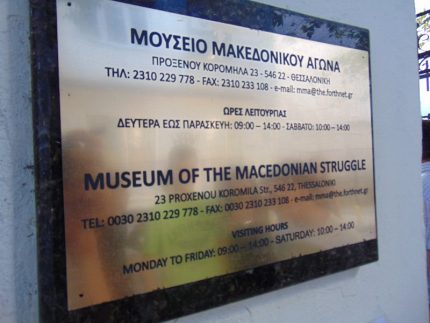 ΜΟΥΣΕΙΟ ΜΑΚΕΔΟΝΙΚΟΥ ΑΓΩΝΑ
ΠΡΟΞΕΝΟΥ ΚΟΡΟΜΗΛΑ 23 - 546 22 - ΘΕΣΣΑΛΟΝΙΚΗ
ΤΗΛ: 2310 229 778 - FAX: 2310 233 108 - e-mail: mma@the.forthnet.gr
ΩΡΕΣ ΛΕΙΤΟΥΡΓΙΑΣ
ΔΕΥΤΕΡΑ ΕΩΣ ΠΑΡΑΣΚΕΥΗ: 09:00 – 14:00 - ΣΑΒΒΑΤΟ: 10:00 – 14:00
MUSEUM OF THE MACEDONIAN STRUGGLE
23 PROXENOU KOROMILA Str., 546 22, THESSALONIKI
TEL: 0030 2310 229 778 - FAX: 0030 2310 233 108 - e-mail: mma@the.forthnet.gr
VISITING HOURS
MONDAY TO FRIDAY: 09:00 – 14:00 - SATURDAY: 10:00 – 14:00